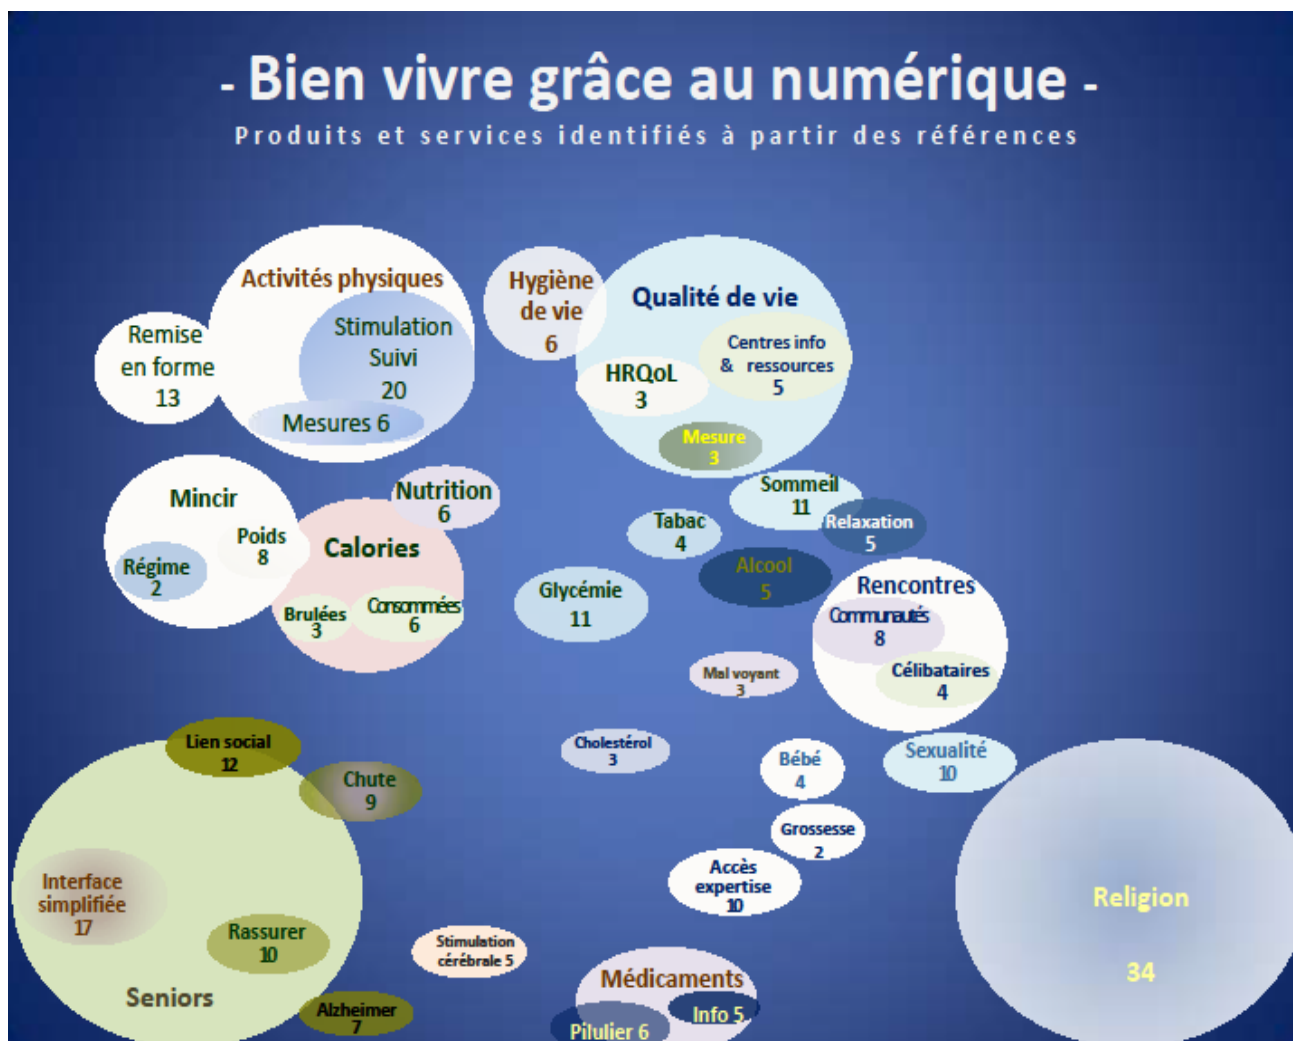 - Bien vivre grâce au numérique -
Produits et services identifiés à partir des références
Activités physiques
Stimulation
Suivi
20
Mesures 6
Remise
en forme
13
Hygiène
de vie
6
Qualité de vie
Centres info
& ressources
5
HRQoL
3
Mesure
3
Mincir
Poids
8
Régime
2
Nutrition
6
Calories
Brulées
3
Consommées
6
Sommeil
11
Relaxation
5
Tabac
4
Alcool
5
Glycémie
11
Rencontres
Communautés
8
Célibataires
4
Mal voyant
3
Cholestérol
3
Bébé
4
Sexualité
10
Grossesse
2
Accès
expertise
10
Lien social
12
Chute
9
Interface
simplifiée
17
Rassurer
10
Seniors
Alzheimer
7
Stimulation
cérébrale 5
Médicaments
Info 5
Pilulier 6
Religion
34